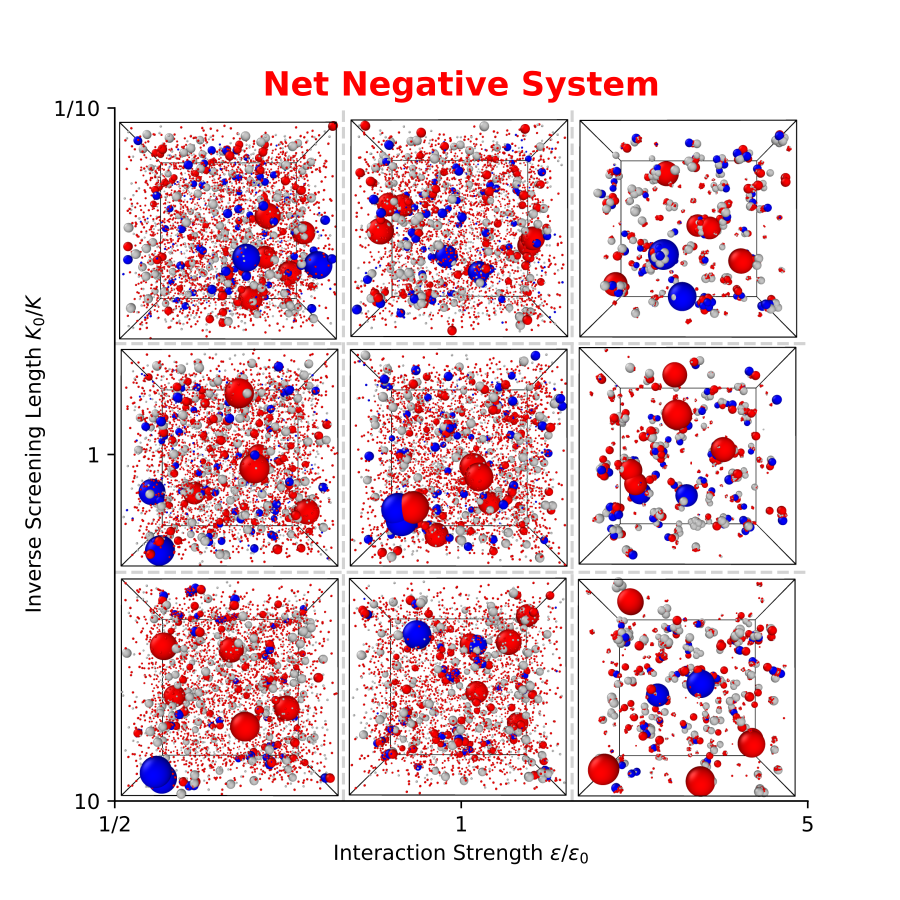 Net Negative System
1/10
1
10
Inverse Screening Length K₀/K
1/2
1
5
Interaction Strength ε/ε₀